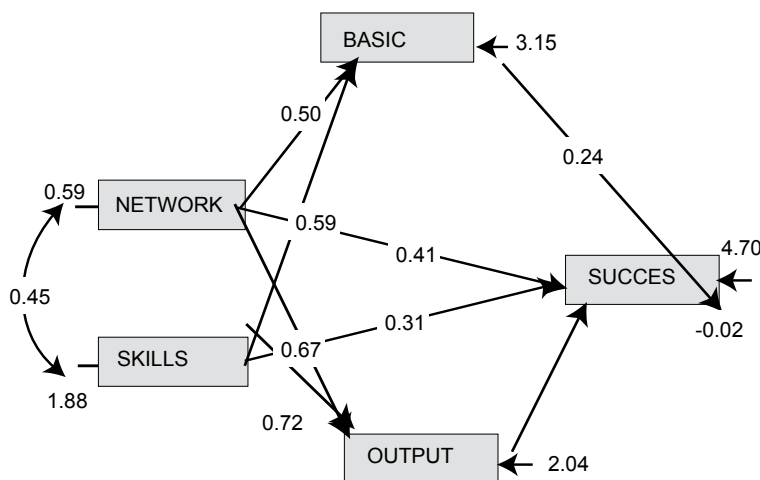 BASIC
3.15
0.50
0.24
0.59
NETWORK
0.59
0.41
4.70
SUCCES
0.45
0.31
-0.02
SKILLS
0.67
1.88
0.72
OUTPUT
2.04